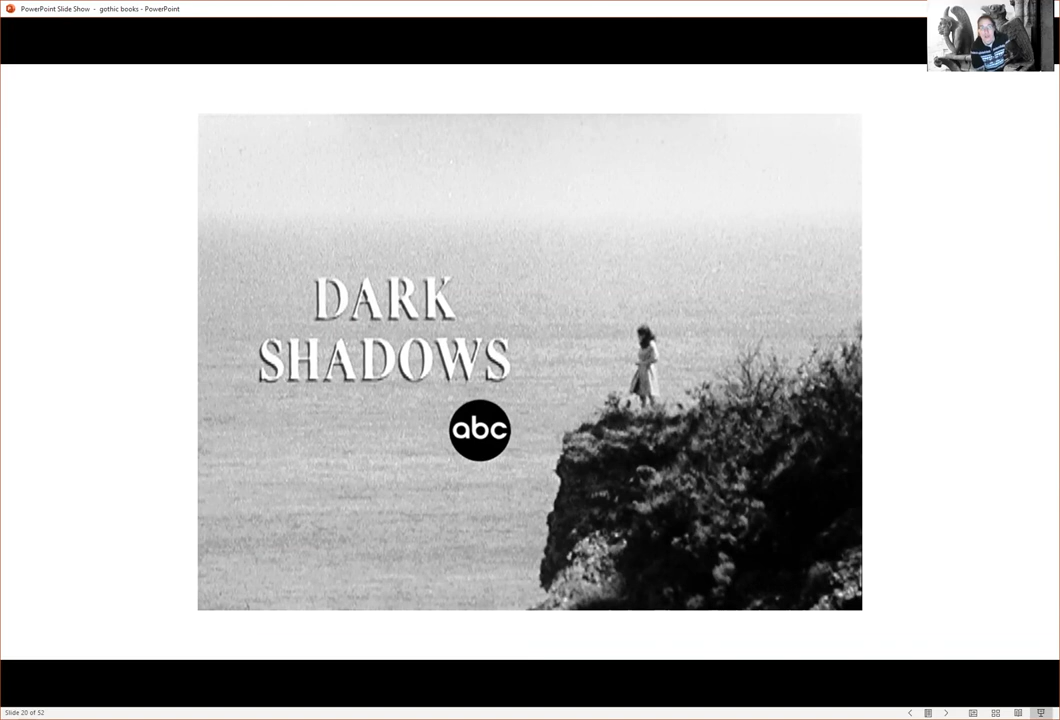 PowerPoint Slide Show - gothic books - PowerPoint
DARK
SHADOWS
abc
Slide 20 of 52